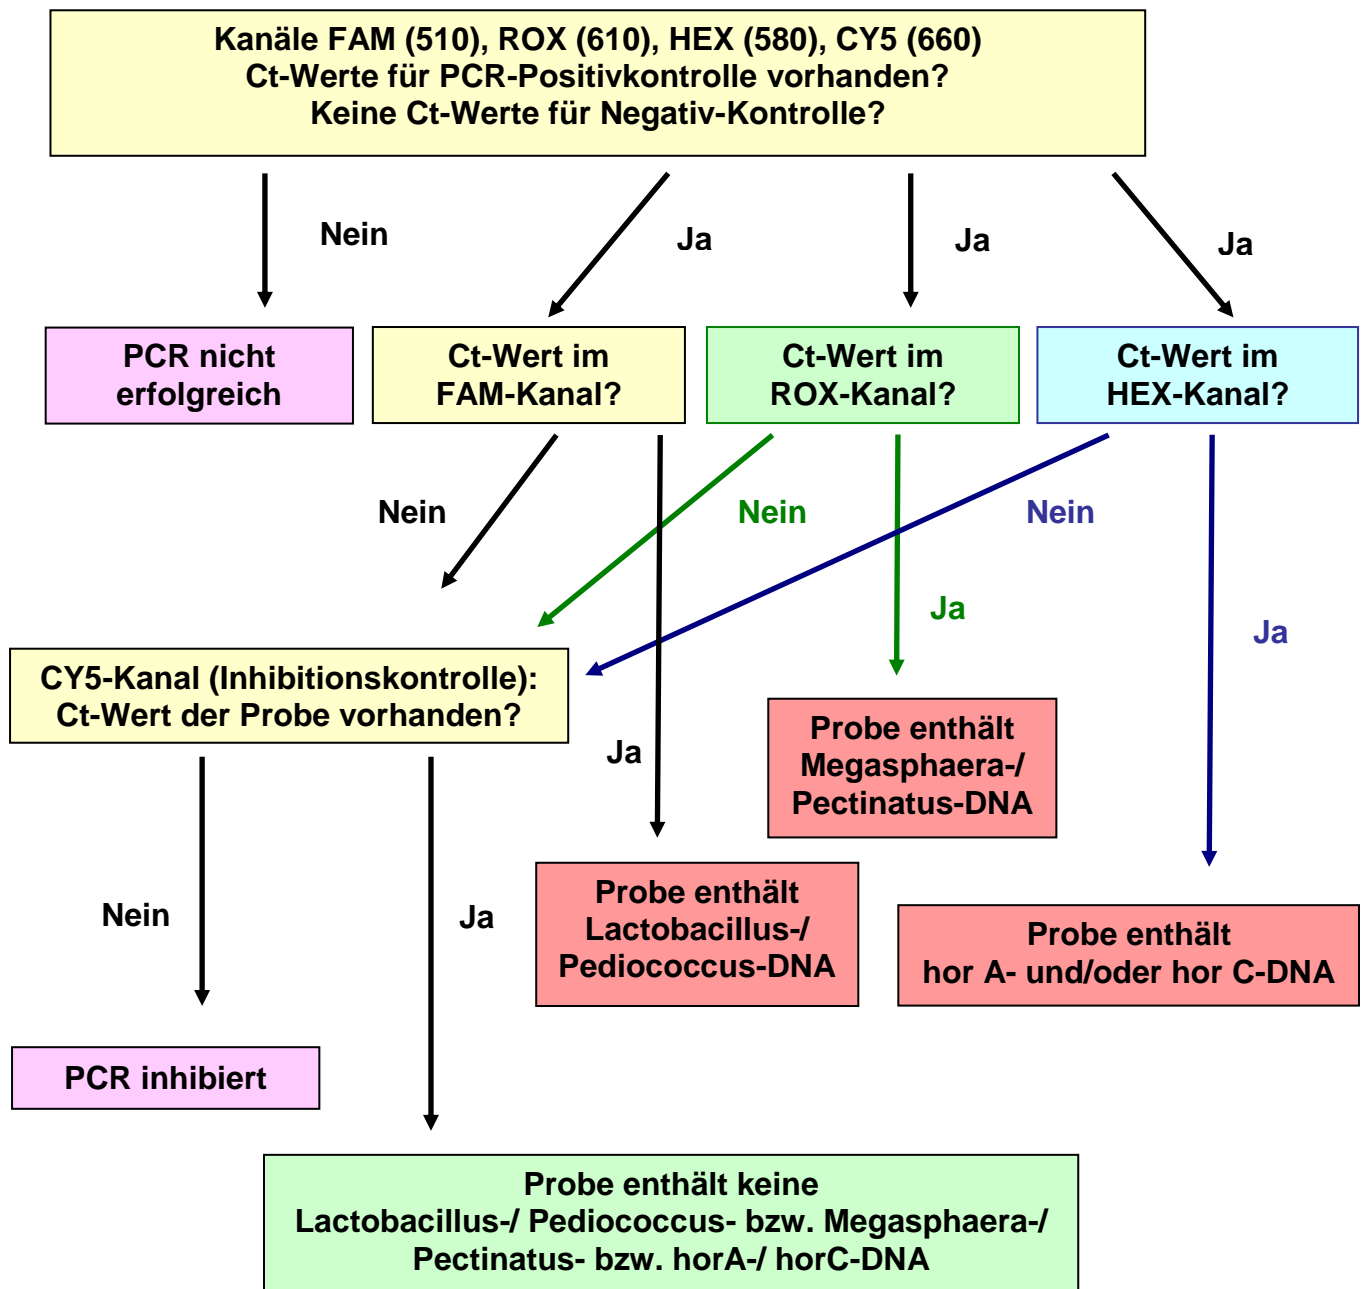 Kanäle FAM (510), ROX (610), HEX (580), CY5 (660)
Ct-Werte für PCR-Positivkontrolle vorhanden?
Keine Ct-Werte für Negativ-Kontrolle?
Nein
Ja
Ja
Ja
PCR nicht
erfolgreich
Ct-Wert im
FAM-Kanal?
Ct-Wert im
ROX-Kanal?
Ct-Wert im
HEX-Kanal?
Nein
Nein
Nein
Ja
Ja
CY5-Kanal (Inhibitionskontrolle):
Ct-Wert der Probe vorhanden?
Ja
Probe enthält
Megasphaera-/
Pectinatus-DNA
Nein
Ja
Probe enthält
Lactobacillus-/
Pediococcus-DNA
Probe enthält
hor A- und/oder hor C-DNA
PCR inhibiert
Probe enthält keine
Lactobacillus-/ Pediococcus- bzw. Megasphaera-/
Pectinatus- bzw. horA-/ horC-DNA